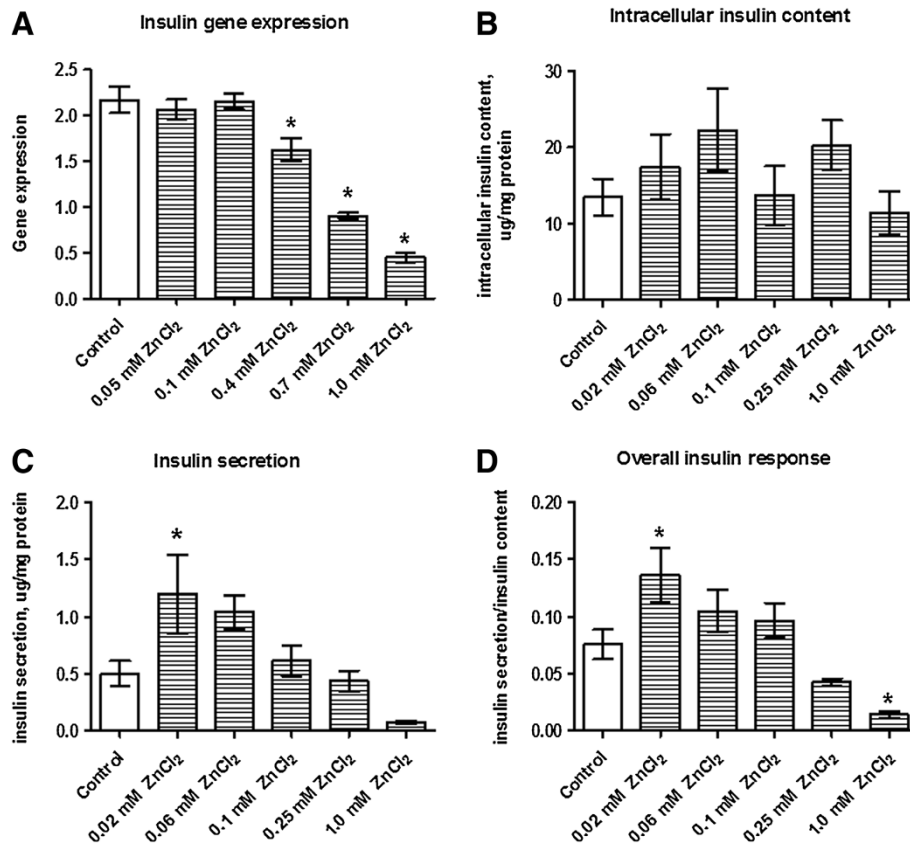 A
Insulin gene expression
Gene expression
2.5
2.0
1.5
1.0
0.5
0.0
*
*
*
Control
0.05 mM ZnCl₂
0.1 mM ZnCl₂
0.4 mM ZnCl₂
0.7 mM ZnCl₂
1.0 mM ZnCl₂
B
Intracellular insulin content
intracellular insulin content,
ug/mg protein
30
20
10
0
Control
0.02 mM ZnCl₂
0.06 mM ZnCl₂
0.1 mM ZnCl₂
0.25 mM ZnCl₂
1.0 mM ZnCl₂
C
Insulin secretion
insulin secretion, ug/mg protein
2.0
1.5
1.0
0.5
0.0
*
Control
0.02 mM ZnCl₂
0.06 mM ZnCl₂
0.1 mM ZnCl₂
0.25 mM ZnCl₂
1.0 mM ZnCl₂
D
Overall insulin response
insulin secretion/insulin content
0.20
0.15
0.10
0.05
0.00
*
*
Control
0.02 mM ZnCl₂
0.06 mM ZnCl₂
0.1 mM ZnCl₂
0.25 mM ZnCl₂
1.0 mM ZnCl₂